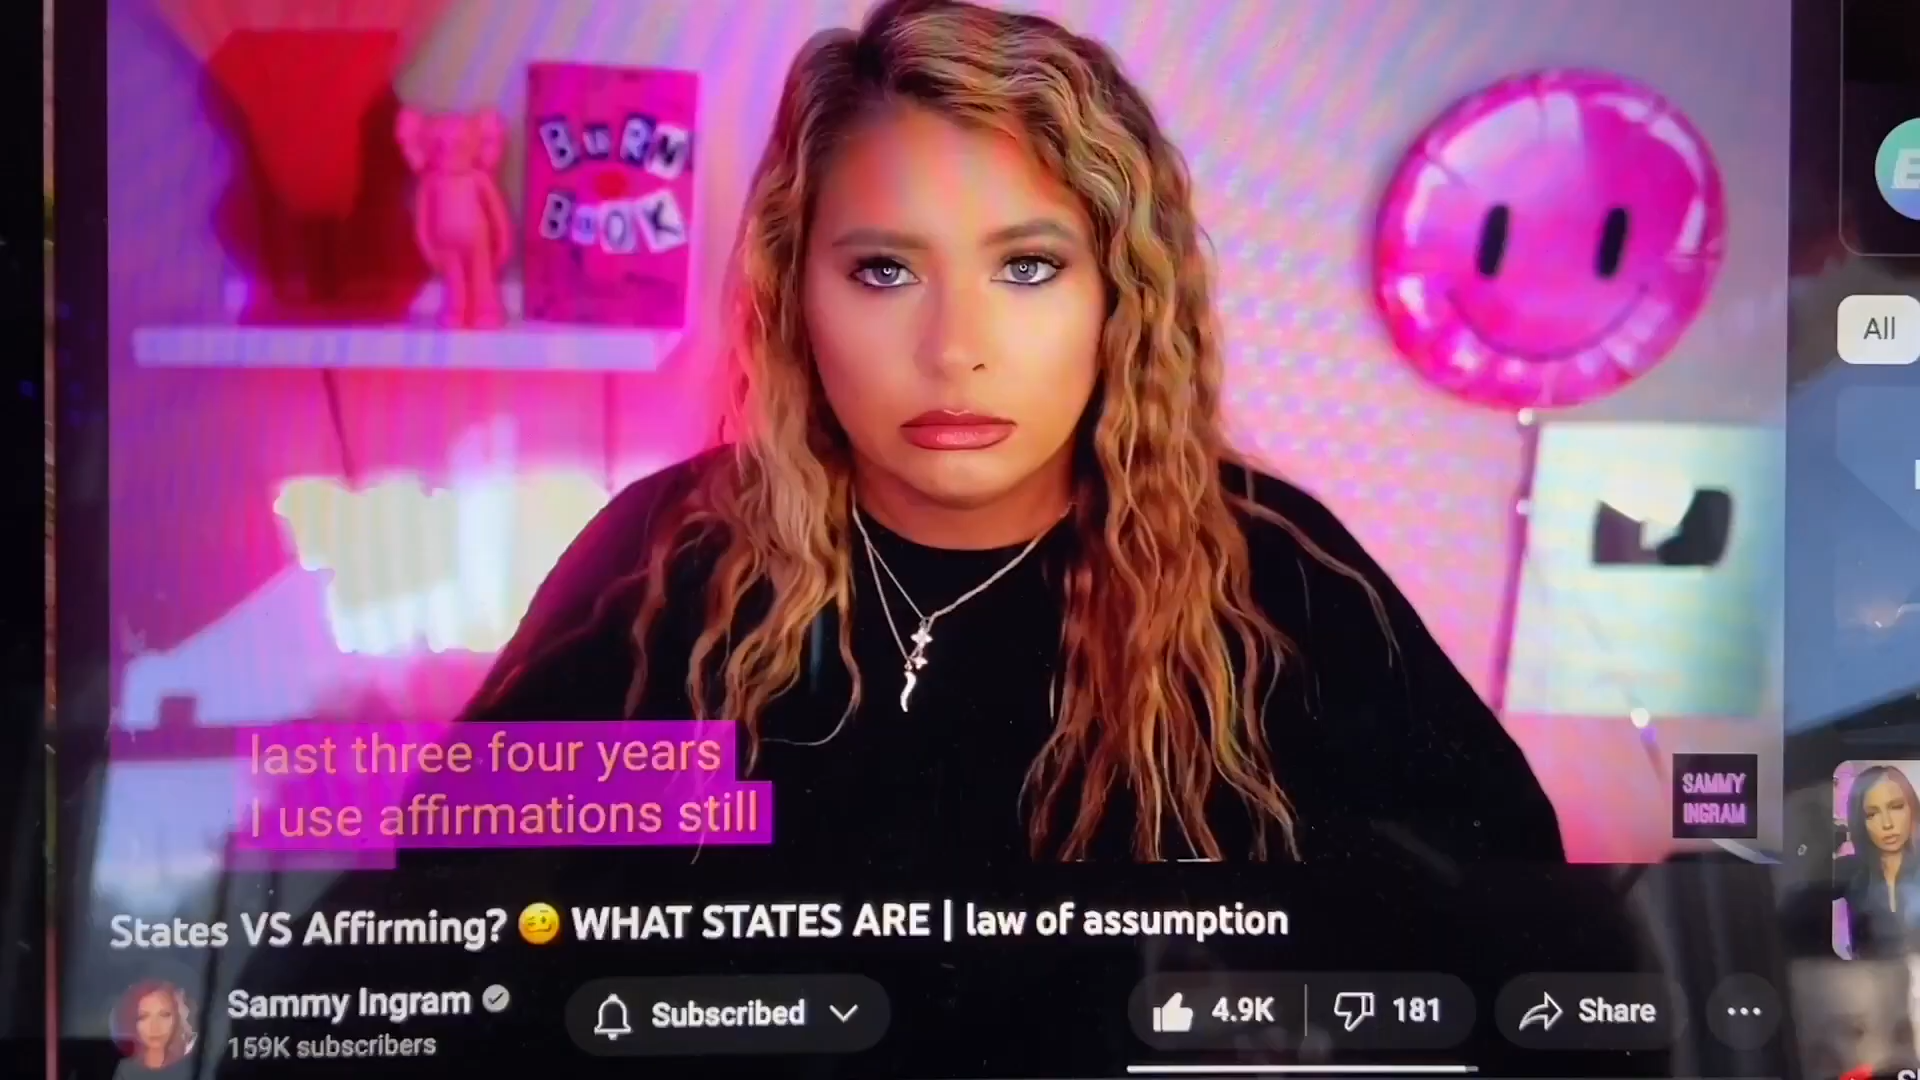 BURN
BOOK
All
last three four years
I use affirmations still
SAMMY
INGRAM
States VS Affirming? 🤨 WHAT STATES ARE | law of assumption
Sammy Ingram
159K subscribers
Subscribed
4.9K
181
Share